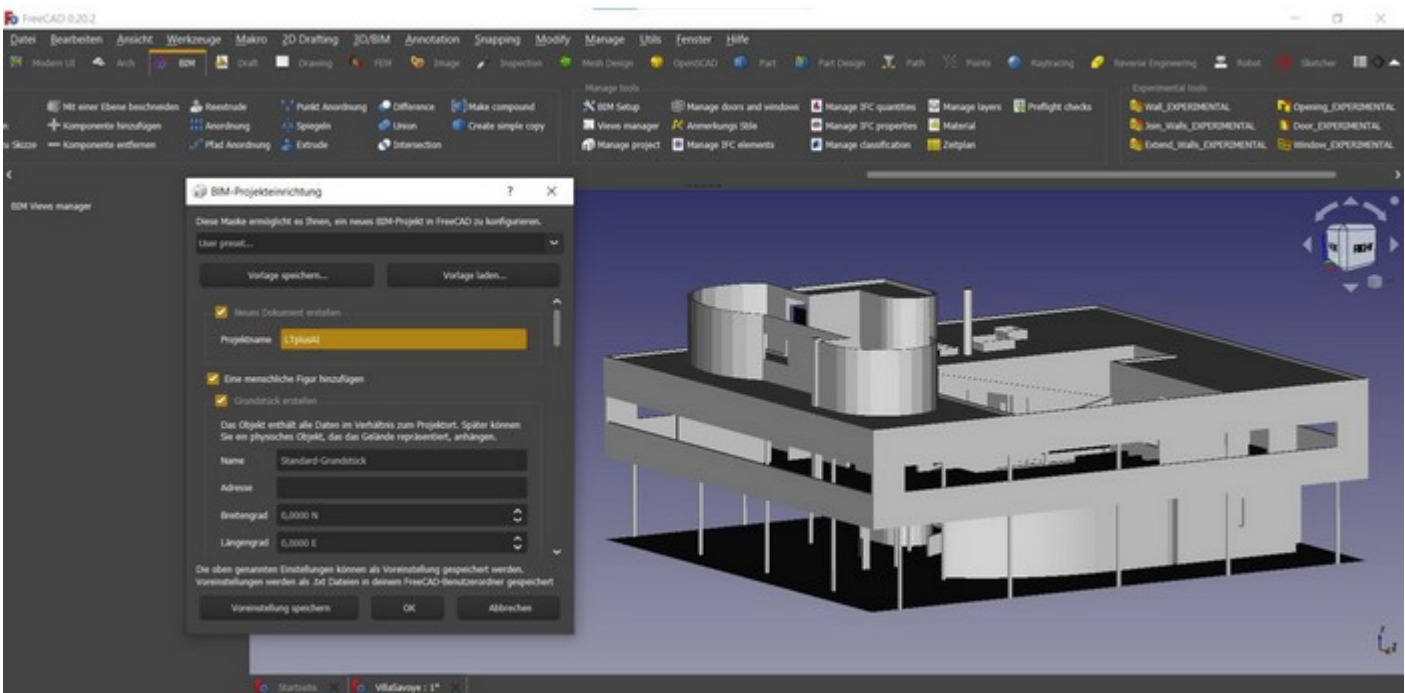 FreeCAD 0.20.2
Datei Bearbeiten Ansicht Werkzeuge Makro 2D Drafting 3D/BIM Annotation Snapping Modify Manage Utils Fenster Hilfe
Modern UI Arch BIM Draft Drawing FEM Image Inspection Mesh Design OpenSCAD Part Part Design Path Points Raytracing Reverse Engineering Robot Sketcher
Manage tools Experimental tools
Mit einer Ebene beschneiden Reextrude Punkt Anordnung Difference Make compound BIM Setup Manage doors and windows Manage IFC quantities Manage layers Preflight checks Wall_EXPERIMENTAL Opening_EXPERIMENTAL
Komponente hinzufügen Anordnung Spiegeln Union Create simple copy Views manager Anmerkungs Stile Manage IFC properties Material Join_Walls_EXPERIMENTAL Door_EXPERIMENTAL
Skizze Komponente entfernen Pfad Anordnung Extrude Intersection Manage project Manage IFC elements Manage classification Zeitplan Extend_Walls_EXPERIMENTAL Window_EXPERIMENTAL
BIM Views manager
BIM-Projekteinrichtung ? ×
Diese Maske ermöglicht es Ihnen, ein neues BIM-Projekt in FreeCAD zu konfigurieren.
User preset...
Vorlage speichern... Vorlage laden...
Neues Dokument erstellen
Projektname LTplusAI
Eine menschliche Figur hinzufügen
Grundstück erstellen
Das Objekt enthält alle Daten im Verhältnis zum Projektort. Später können
Sie ein physisches Objekt, das das Gelände repräsentiert, anhängen.
Name Standard-Grundstück
Adresse
Breitengrad 0,0000 N
Längengrad 0,0000 E
Die oben genannten Einstellungen können als Voreinstellung gespeichert werden.
Voreinstellungen werden als .txt Dateien in deinem FreeCAD-Benutzerordner gespeichert
Voreinstellung speichern OK Abbrechen
RIGHT
Startseite VillaSavoye : 1*